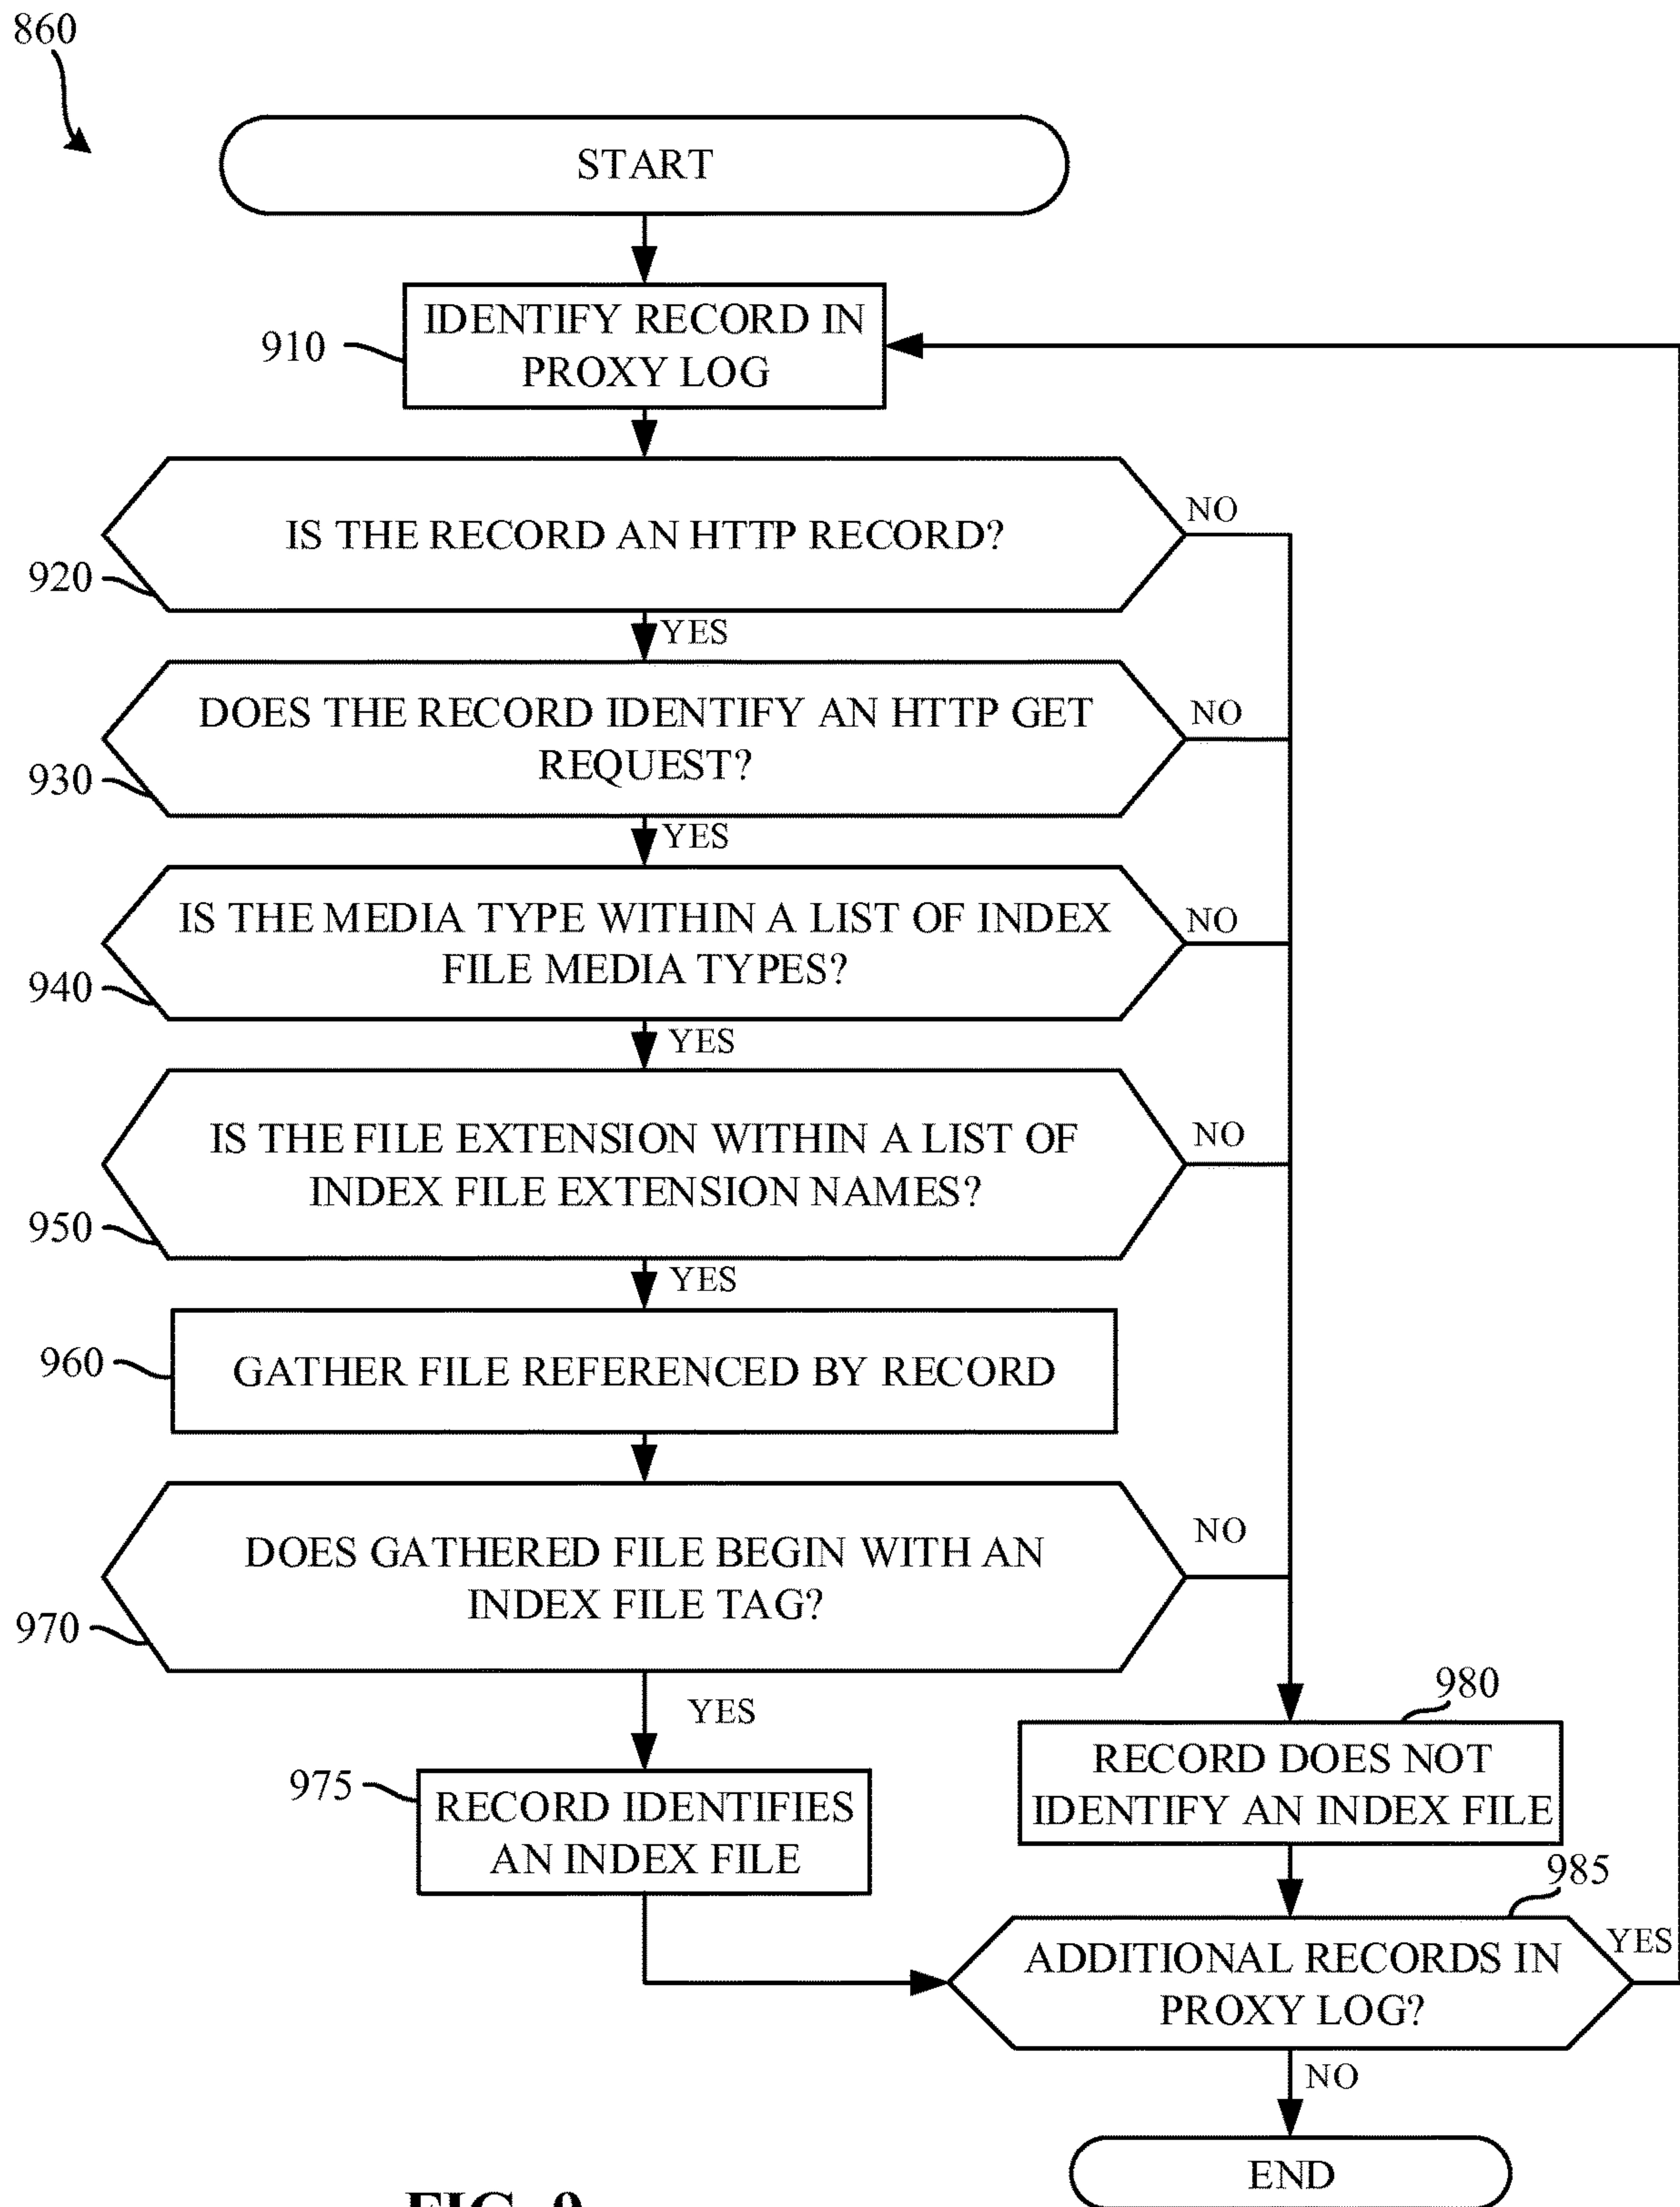 860
START
910
IDENTIFY RECORD IN
PROXY LOG
IS THE RECORD AN HTTP RECORD?
NO
920
YES
DOES THE RECORD IDENTIFY AN HTTP GET
REQUEST?
NO
930
YES
IS THE MEDIA TYPE WITHIN A LIST OF INDEX
FILE MEDIA TYPES?
NO
940
YES
IS THE FILE EXTENSION WITHIN A LIST OF
INDEX FILE EXTENSION NAMES?
NO
950
YES
960
GATHER FILE REFERENCED BY RECORD
DOES GATHERED FILE BEGIN WITH AN
INDEX FILE TAG?
NO
970
YES
975
RECORD IDENTIFIES
AN INDEX FILE
980
RECORD DOES NOT
IDENTIFY AN INDEX FILE
985
ADDITIONAL RECORDS IN
PROXY LOG?
YES
NO
END
FIG. 9